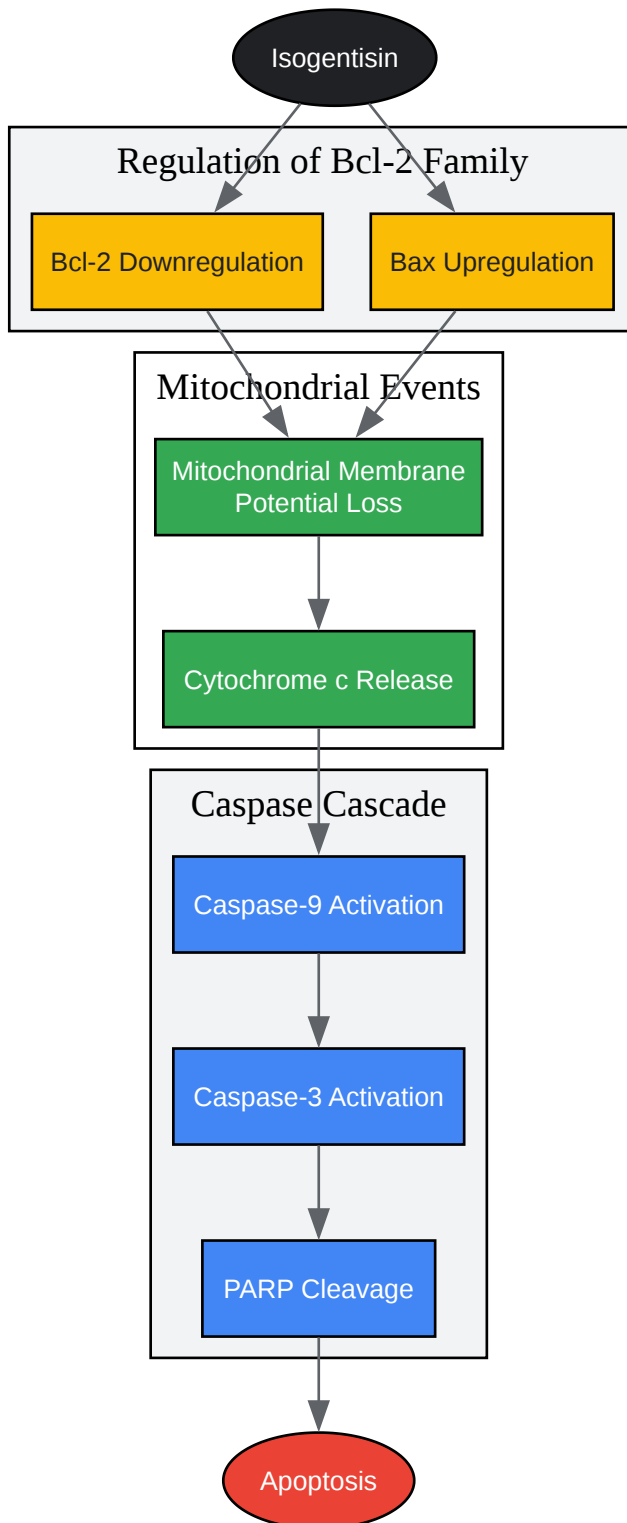 Isogentisin
Regulation of Bcl-2 Family
Bcl-2 Downregulation
Bax Upregulation
Mitochondrial Events
Mitochondrial Membrane
Potential Loss
Cytochrome c Release
Caspase Cascade
Caspase-9 Activation
Caspase-3 Activation
PARP Cleavage
Apoptosis